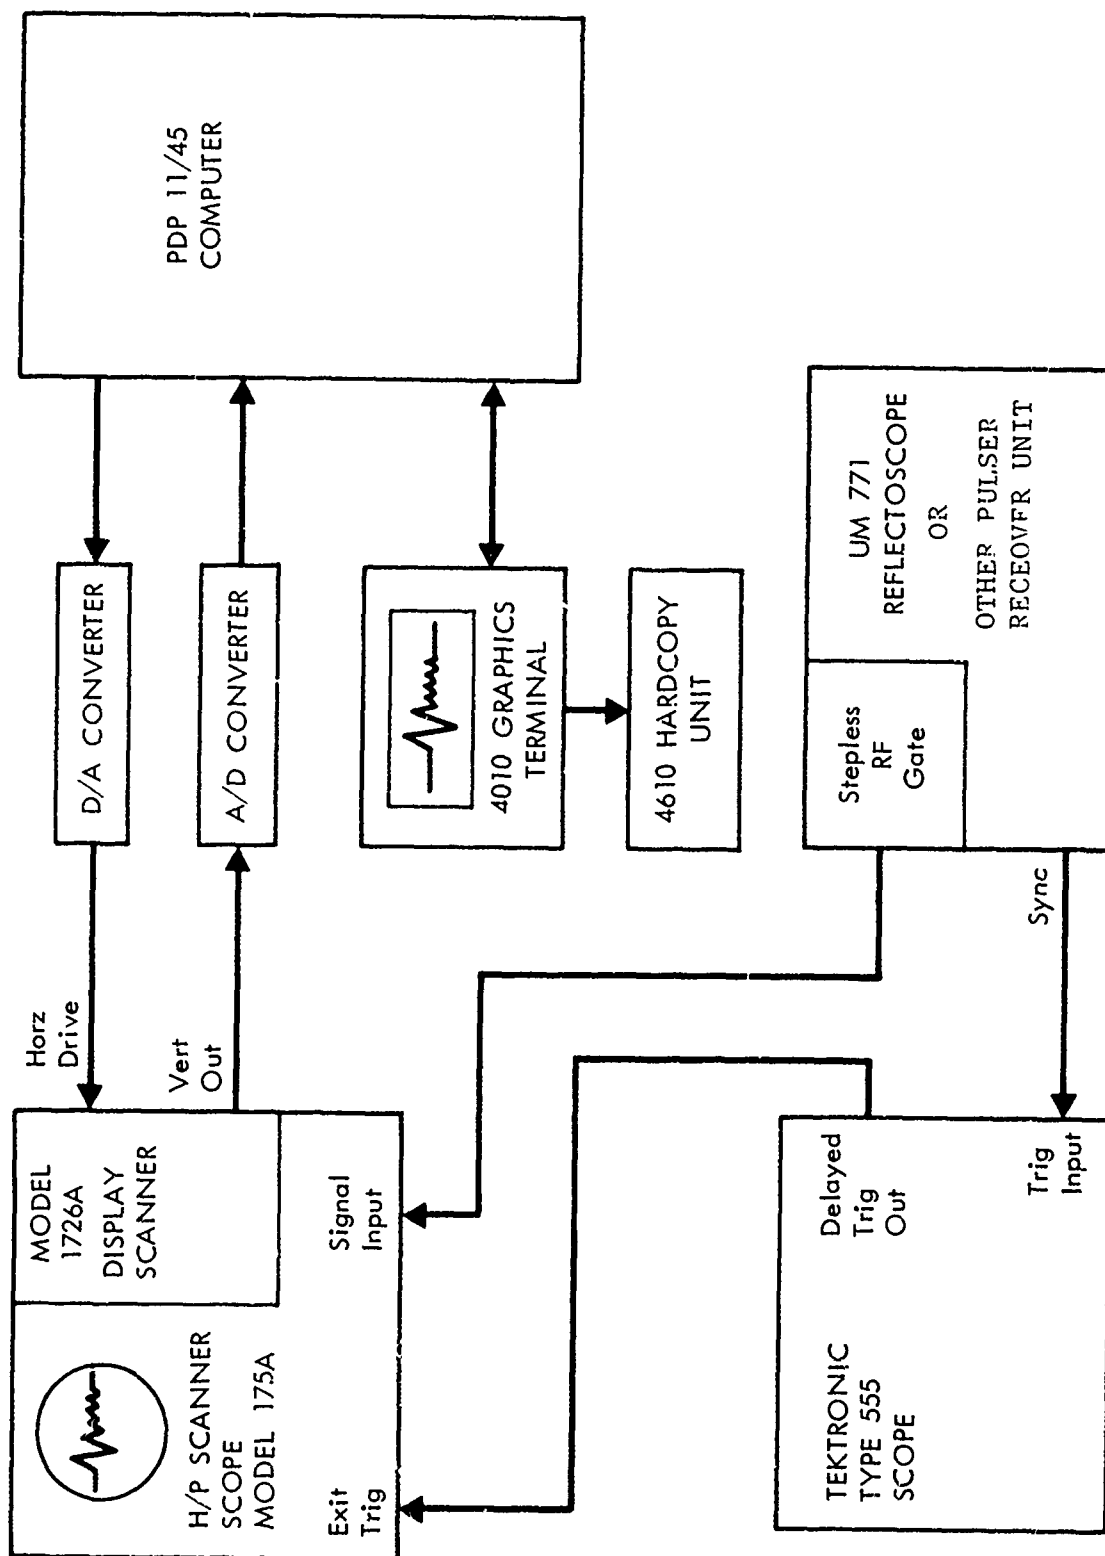 MODEL
1726A
DISPLAY
SCANNER
H/P SCANNER
SCOPE
MODEL 175A
Exit
Trig
Signal
Input
Horz
Drive
Vert
Out
D/A CONVERTER
A/D CONVERTER
PDP 11/45
COMPUTER
4010 GRAPHICS
TERMINAL
4610 HARDCOPY
UNIT
TEKTRONIC
TYPE 555
SCOPE
Delayed
Trig
Out
Trig
Input
Sync
Stepless
RF
Gate
UM 771
REFLECTOSCOPE
OR
OTHER PULSER
RECEOVFR UNIT